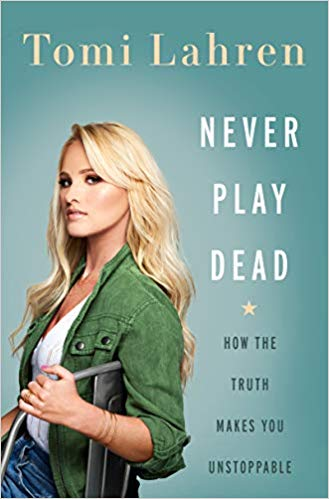 Tomi Lahren
NEVER
PLAY
DEAD
HOW THE
TRUTH
MAKES YOU
UNSTOPPABLE